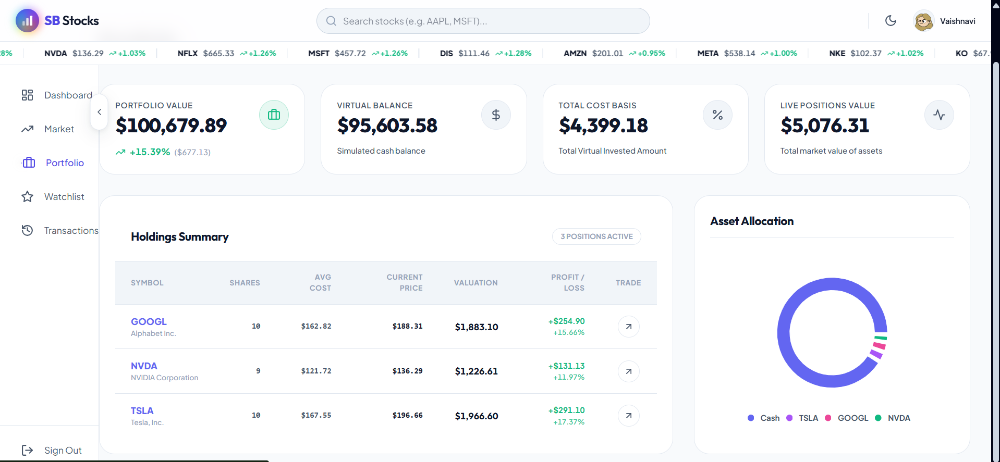 SB Stocks
Search stocks (e.g. AAPL, MSFT)...
Vaishnavi
28% NVDA $136.29 +1.03% NFLX $665.33 +1.26% MSFT $457.72 +1.26% DIS $111.46 +1.28% AMZN $201.01 +0.95% META $538.14 +1.00% NKE $102.37 +1.02% KO $67.9
Dashboard
Market
Portfolio
Watchlist
Transactions
Sign Out
PORTFOLIO VALUE
$100,679.89
+15.39% ($677.13)
VIRTUAL BALANCE
$95,603.58
Simulated cash balance
TOTAL COST BASIS
$4,399.18
Total Virtual Invested Amount
LIVE POSITIONS VALUE
$5,076.31
Total market value of assets
Holdings Summary
3 POSITIONS ACTIVE
SYMBOL SHARES AVG COST CURRENT PRICE VALUATION PROFIT / LOSS TRADE
GOOGL 10 $162.82 $188.31 $1,883.10 +$254.90
Alphabet Inc. +15.66%
NVDA 9 $121.72 $136.29 $1,226.61 +$131.13
NVIDIA Corporation +11.97%
TSLA 10 $167.55 $196.66 $1,966.60 +$291.10
Tesla, Inc. +17.37%
Asset Allocation
Cash TSLA GOOGL NVDA